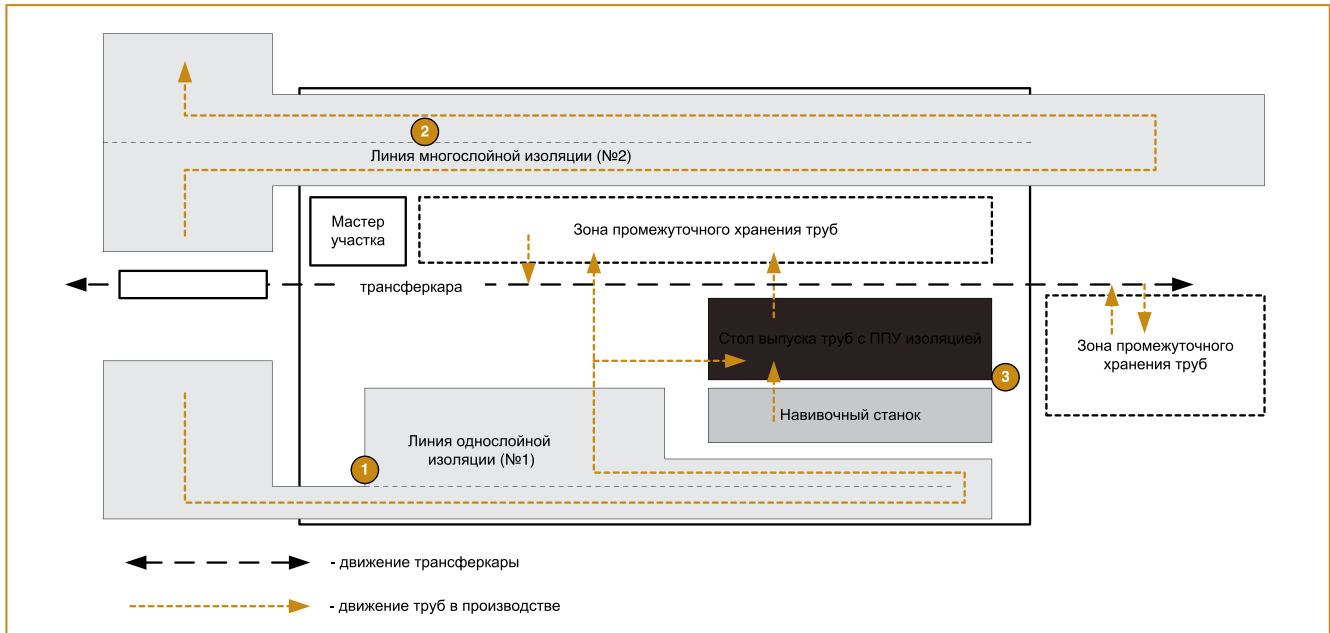 2
Линия многослойной изоляции (№2)
Мастер
участка
Зона промежуточного хранения труб
трансферкара
Стол выпуска труб с ППУ изоляцией
Зона промежуточного
хранения труб
3
Навивочный станок
Линия однослойной
изоляции (№1)
1
- движение трансферкары
- движение труб в производстве